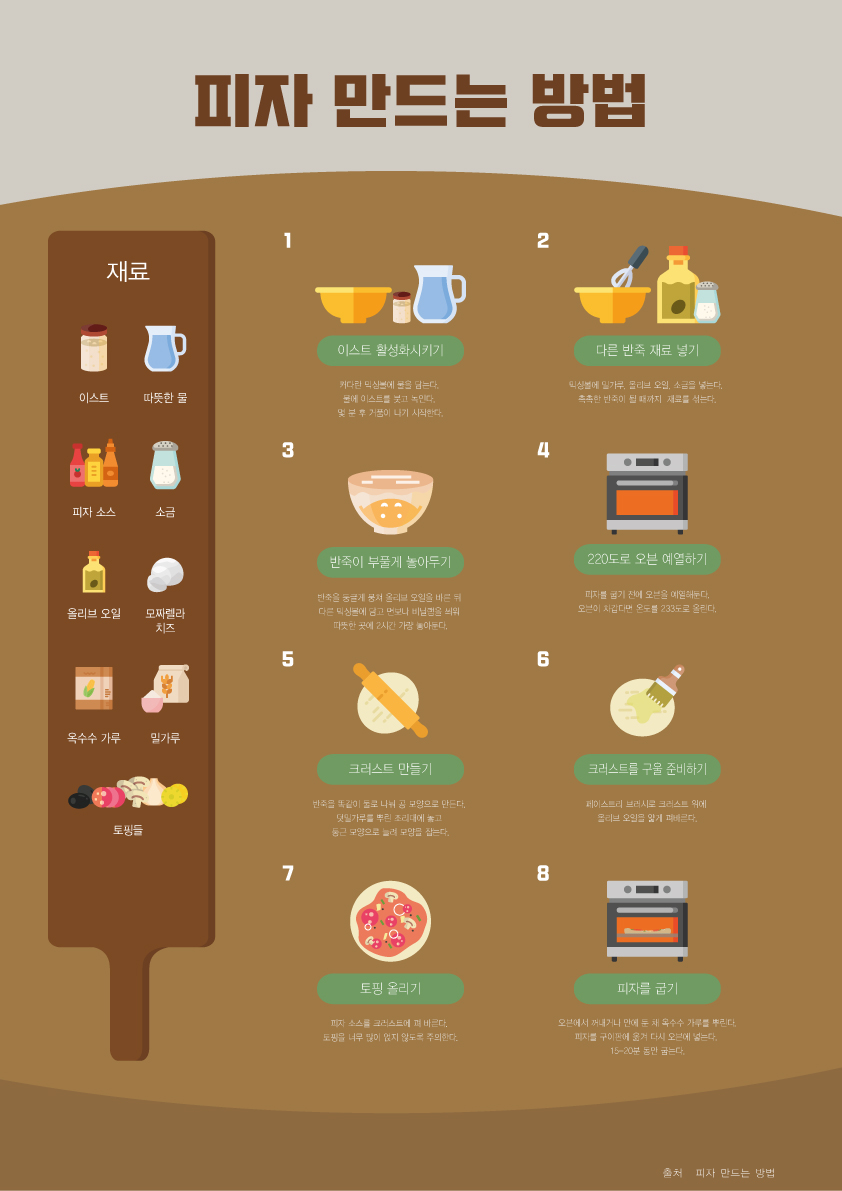 피자 만드는 방법
재료
이스트
따뜻한 물
피자 소스
소금
올리브 오일
모짜렐라
치즈
옥수수 가루
밀가루
토핑들
1
이스트 활성화시키기
커다란 믹싱볼에 물을 담는다.
물에 이스트를 붓고 녹인다.
몇 분 후 거품이 나기 시작한다.
2
다른 반죽 재료 넣기
믹싱볼에 밀가루, 올리브 오일, 소금을 넣는다.
촉촉한 반죽이 될 때까지 재료를 섞는다.
3
반죽이 부풀게 놓아두기
반죽을 둥글게 뭉쳐 올리브 오일을 바른 뒤
다른 믹싱볼에 담고 면보나 비닐랩을 씌워
따뜻한 곳에 2시간 가량 놓아둔다.
4
220도로 오븐 예열하기
피자를 굽기 전에 오븐을 예열해둔다.
오븐이 차갑다면 온도를 233도로 올린다.
5
크러스트 만들기
반죽을 똑같이 둘로 나눠 공 모양으로 만든다.
덧밀가루를 뿌린 조리대에 놓고
둥근 모양으로 눌러 모양을 잡는다.
6
크러스트를 구울 준비하기
페이스트리 브러시로 크러스트 위에
올리브 오일을 얇게 펴바른다.
7
토핑 올리기
피자 소스를 크러스트에 펴 바른다.
토핑을 너무 많이 얹지 않도록 주의한다.
8
피자를 굽기
오븐에서 꺼내거나 안에 둔 채 옥수수 가루를 뿌린다.
피자를 구이판에 옮겨 다시 오븐에 넣는다.
15-20분 동안 굽는다.
출처 피자 만드는 방법